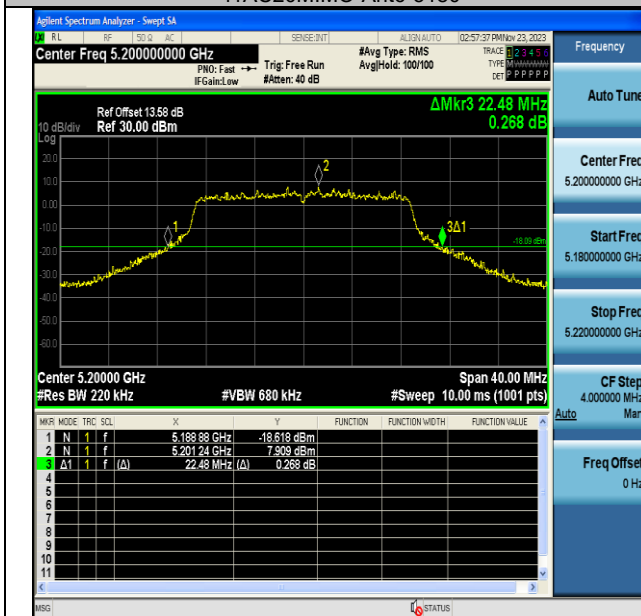 Agilent Spectrum Analyzer - Swept SA
RL RF 50 Ω AC SENSE:INT ALIGN AUTO 02:57:37 PM Nov 23, 2023
Center Freq 5.200000000 GHz
PNO: Fast
IFGain:Low
Trig: Free Run
#Atten: 40 dB
#Avg Type: RMS
Avg|Hold: 100/100
TRACE 1 2 3 4 5 6
TYPE M
DET P P P P P P
Ref Offset 13.58 dB
10 dB/div Ref 30.00 dBm
Log
ΔMkr3 22.48 MHz
0.268 dB
20.0
10.0
0.00
-10.0
-20.0
-30.0
-40.0
-50.0
-60.0
1
2
3Δ1
-18.09 dBm
Center 5.20000 GHz Span 40.00 MHz
#Res BW 220 kHz #VBW 680 kHz #Sweep 10.00 ms (1001 pts)
MKR MODE TRC SCL X Y FUNCTION FUNCTION WIDTH FUNCTION VALUE
1 N 1 f 5.188 88 GHz -18.618 dBm
2 N 1 f 5.201 24 GHz 7.909 dBm
3 Δ1 1 f (Δ) 22.48 MHz (Δ) 0.268 dB
4
5
6
7
8
9
10
11
MSG STATUS
Frequency
Auto Tune
Center Freq
5.200000000 GHz
Start Freq
5.180000000 GHz
Stop Freq
5.220000000 GHz
CF Step
4.000000 MHz
Auto Man
Freq Offset
0 Hz